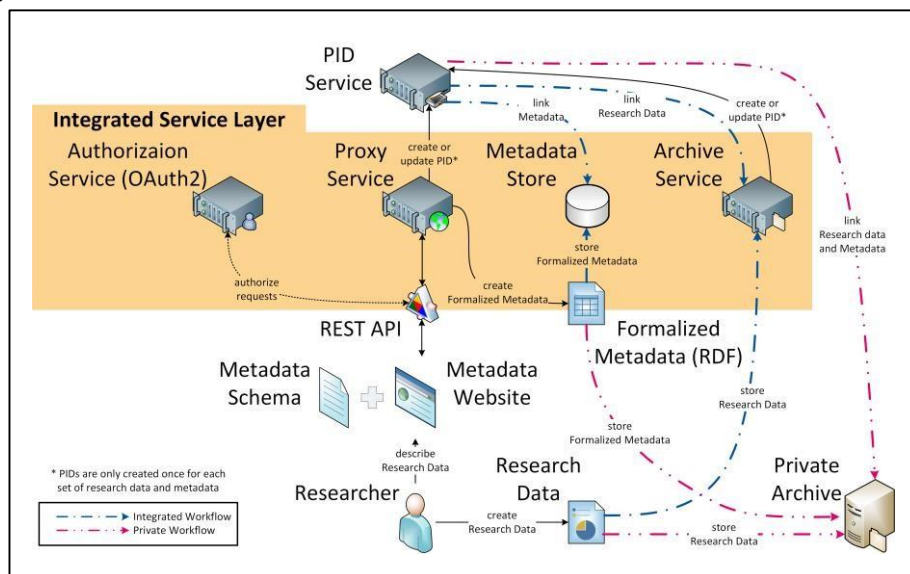 PID
Service
link
Metadata
link
Research Data
create or
update PID*
Integrated Service Layer
Authorizaion
Service (OAuth2)
create or
update PID*
Proxy
Service
Metadata
Store
Archive
Service
link
Research data
and Metadata
store
Formalized Metadata
authorize
requests
create
Formalized Metadata
REST API
Formalized
Metadata (RDF)
Metadata
Schema
Metadata
Website
store
Research Data
store
Formalized Metadata
describe
Research Data
* PIDs are only created once for each
set of research data and metadata
Integrated Workflow
Private Workflow
Researcher
create
Research Data
Research
Data
store
Research Data
Private
Archive